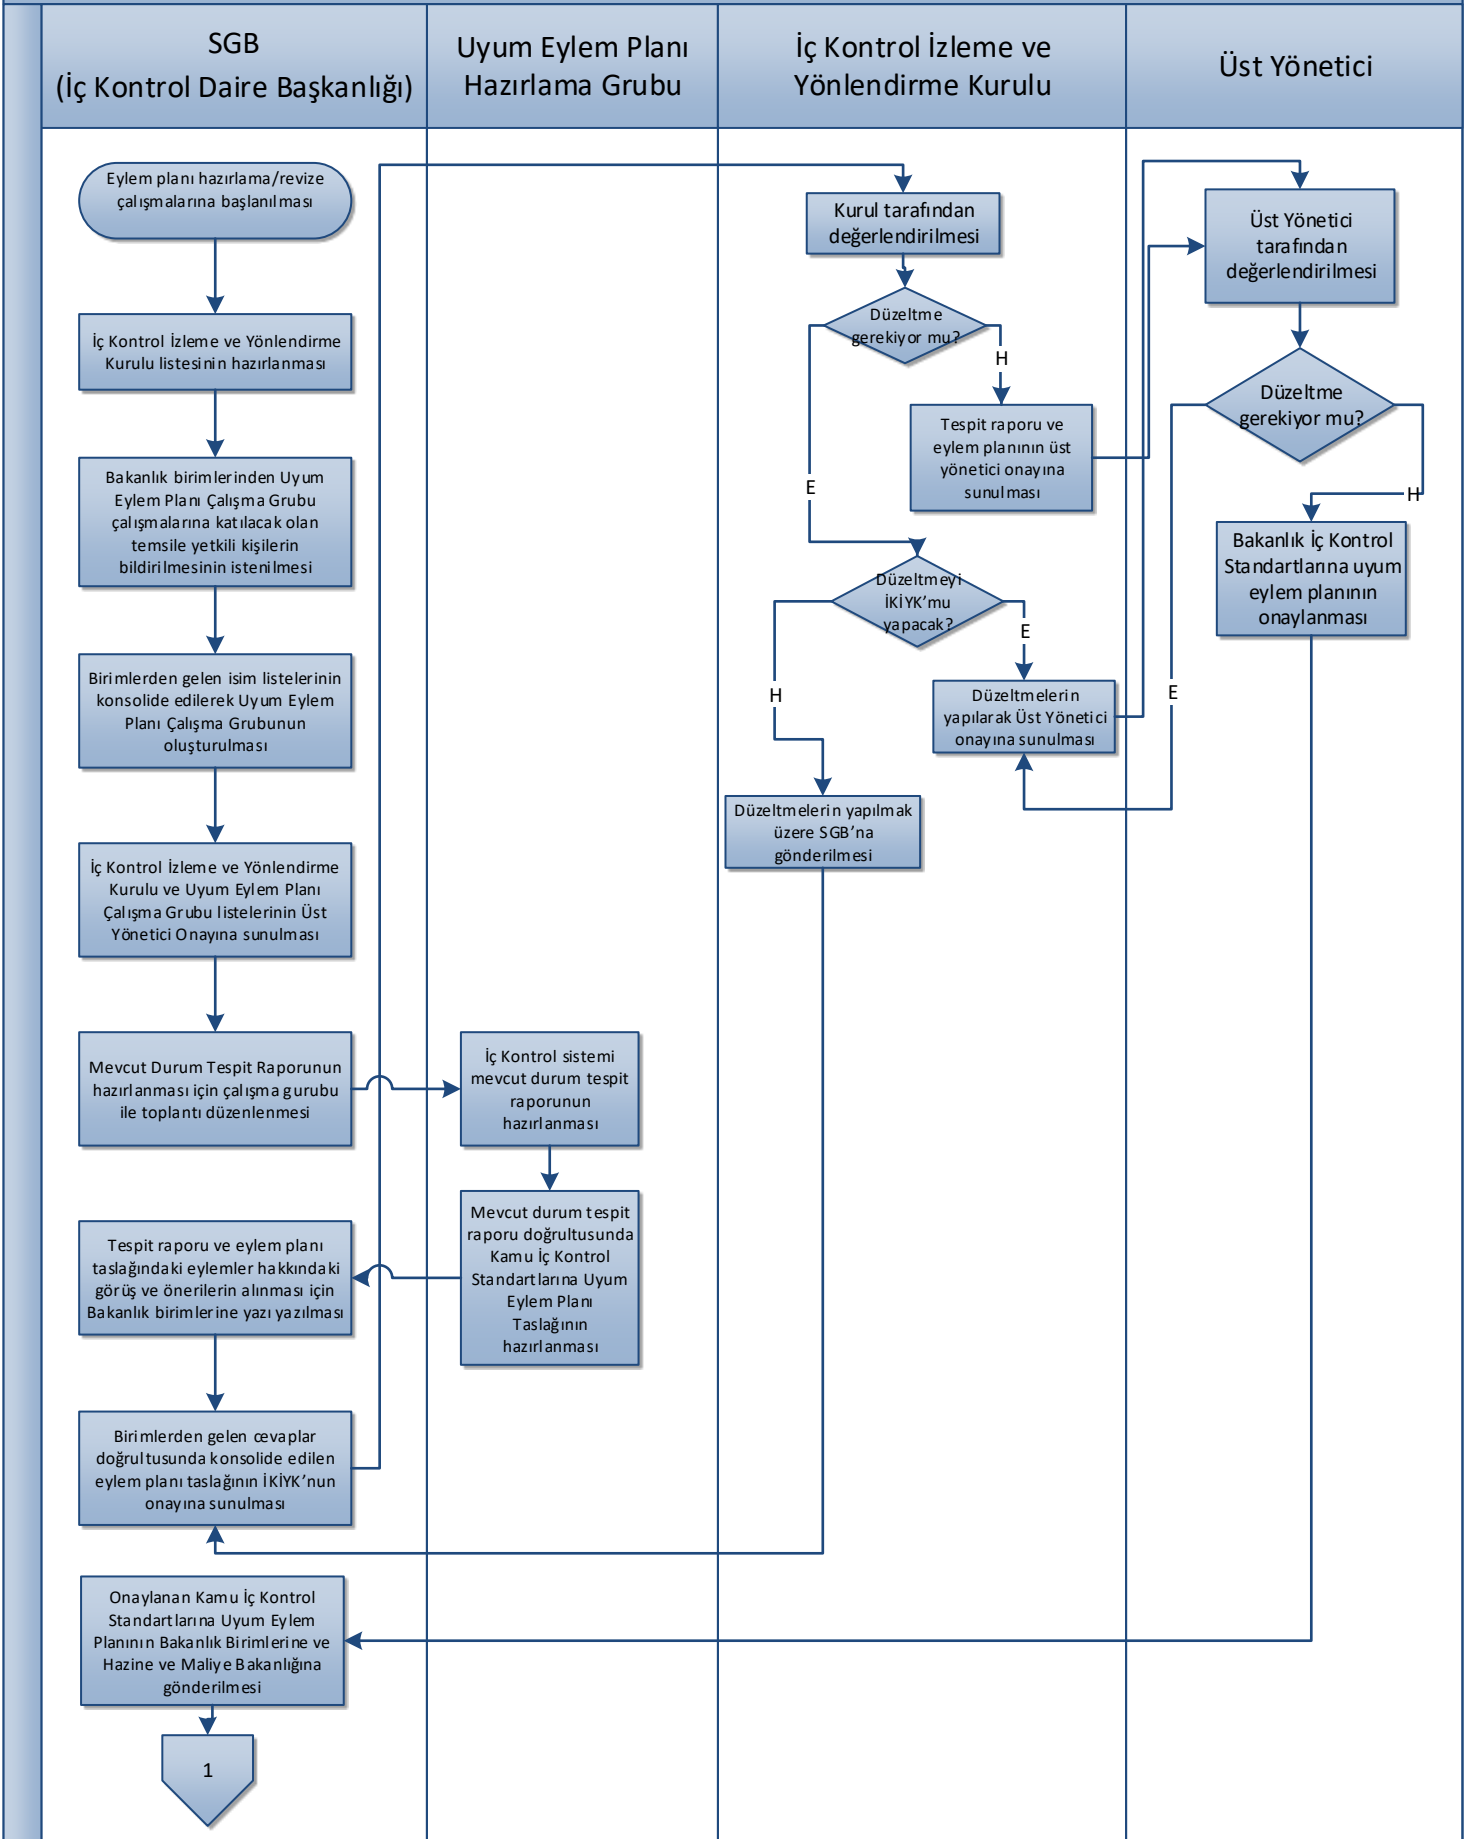 SGB
(İç Kontrol Daire Başkanlığı)
Uyum Eylem Planı
Hazırlama Grubu
İç Kontrol İzleme ve
Yönlendirme Kurulu
Üst Yönetici
Eylem planı hazırlama/revize
çalışmalarına başlanılması
İç Kontrol İzleme ve Yönlendirme
Kurulu listesinin hazırlanması
Bakanlık birimlerinden Uyum
Eylem Planı Çalışma Grubu
çalışmalarına katılacak olan
temsile yetkili kişilerin
bildirilmesinin istenilmesi
Birimlerden gelen isim listelerinin
konsolide edilerek Uyum Eylem
Planı Çalışma Grubunun
oluşturulması
İç Kontrol İzleme ve Yönlendirme
Kurulu ve Uyum Eylem Planı
Çalışma Grubu listelerinin Üst
Yönetici Onayına sunulması
Mevcut Durum Tespit Raporunun
hazırlanması için çalışma gurubu
ile toplantı düzenlenmesi
Tespit raporu ve eylem planı
taslağındaki eylemler hakkındaki
görüş ve önerilerin alınması için
Bakanlık birimlerine yazı yazılması
Birimlerden gelen cevaplar
doğrultusunda konsolide edilen
eylem planı taslağının İKİYK’nun
onayına sunulması
Onaylanan Kamu İç Kontrol
Standartlarına Uyum Eylem
Planının Bakanlık Birimlerine ve
Hazine ve Maliye Bakanlığına
gönderilmesi
1
İç Kontrol sistemi
mevcut durum tespit
raporunun
hazırlanması
Mevcut durum tespit
raporu doğrultusunda
Kamu İç Kontrol
Standartlarına Uyum
Eylem Planı
Taslağının
hazırlanması
Kurul tarafından
değerlendirilmesi
Düzeltme
gerekiyor mu?
H
E
Tespit raporu ve
eylem planının üst
yönetici onayına
sunulması
Düzeltmeyi
İKİYK’mu
yapacak?
E
H
Düzeltmelerin
yapılarak Üst Yönetici
onayına sunulması
Düzeltmelerin yapılmak
üzere SGB’na
gönderilmesi
Üst Yönetici
tarafından
değerlendirilmesi
Düzeltme
gerekiyor mu?
H
E
Bakanlık İç Kontrol
Standartlarına uyum
eylem planının
onaylanması